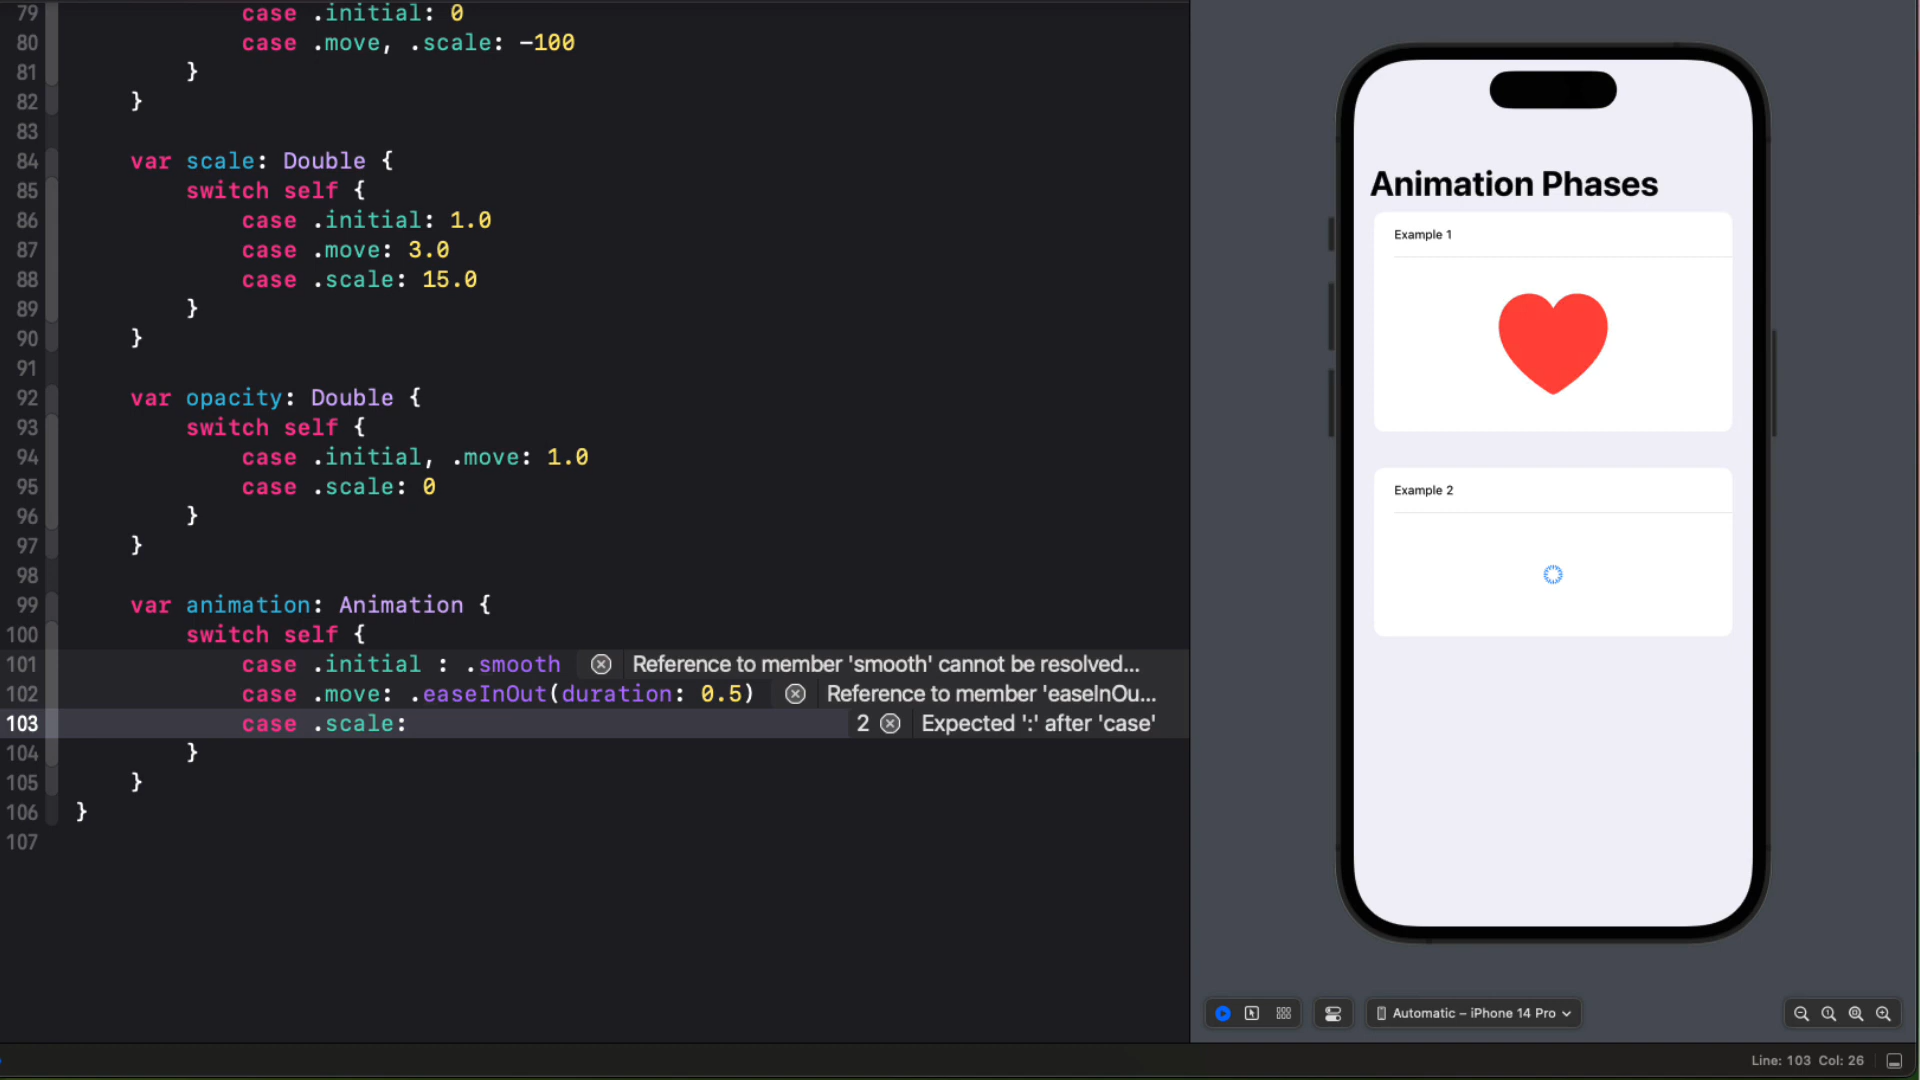 79 case .initial: 0
80 case .move, .scale: -100
81 }
82 }
83
84 var scale: Double {
85 switch self {
86 case .initial: 1.0
87 case .move: 3.0
88 case .scale: 15.0
89 }
90 }
91
92 var opacity: Double {
93 switch self {
94 case .initial, .move: 1.0
95 case .scale: 0
96 }
97 }
98
99 var animation: Animation {
100 switch self {
101 case .initial : .smooth Reference to member 'smooth' cannot be resolved...
102 case .move: .easeInOut(duration: 0.5) Reference to member 'easeInOu...
103 case .scale: 2 Expected ':' after 'case'
104 }
105 }
106 }
107
Animation Phases
Example 1
Example 2
Automatic – iPhone 14 Pro
Line: 103 Col: 26